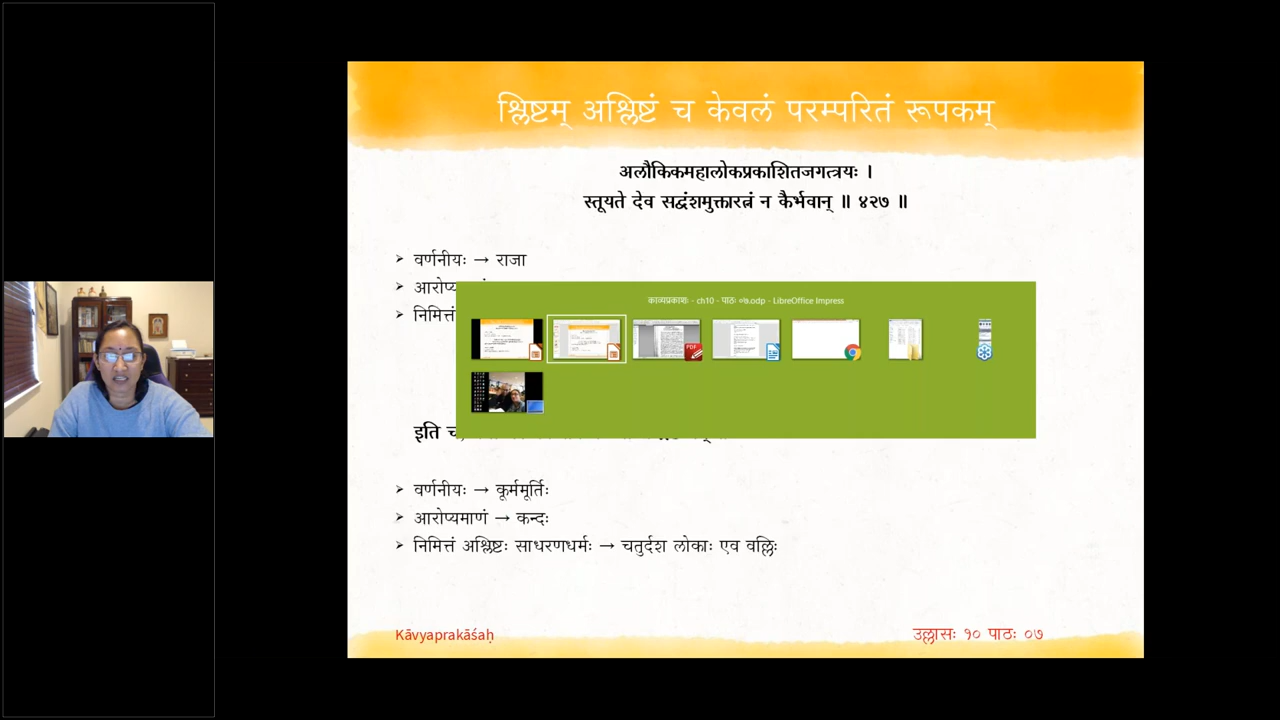 श्लिष्टम् अश्लिष्टं च केवलं परम्परितं रूपकम्
अलौकिकमहालोकप्रकाशितजगत्त्रयः ।
स्तूयते देव सद्वंशमुक्तारत्नं न कैर्भवान् ॥ ४२७ ॥
वर्णनीयः → राजा
निमित्तं
काव्यप्रकाशः - ch10 - पाठः ०७.odp - LibreOffice Impress
PDF
इति
वर्णनीयः → कूर्ममूर्तिः
आरोप्यमाणं → कन्दः
निमित्तं अश्लिष्टः साधरणधर्मः → चतुर्दश लोकाः एव वल्लिः
Kāvyaprakāśaḥ
उल्लासः १० पाठः ०७